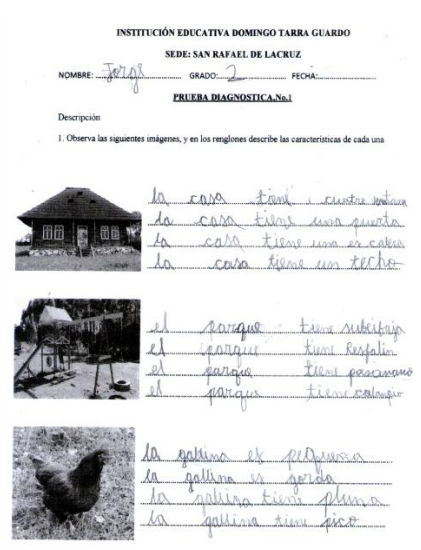 INSTITUCIÓN EDUCATIVA DOMINGO TARRA GUARDO
SEDE: SAN RAFAEL DE LACRUZ
NOMBRE: Jorge GRADO: 2 FECHA:
PRUEBA DIAGNOSTICA.No.1
Descripción
1. Observa las siguientes imágenes, y en los renglones describe las características de cada una
la casa tiene cuatro
la casa tiene una puerta
la casa tiene una es calera
la casa tiene un techo
el parque tiene subeibaja
el parque tiene Resfalin
el parque tiene pasamano
el parque tiene
la gallina es pequeña
la gallina es gorda
la gallina tiene pluma
la gallina tiene pico